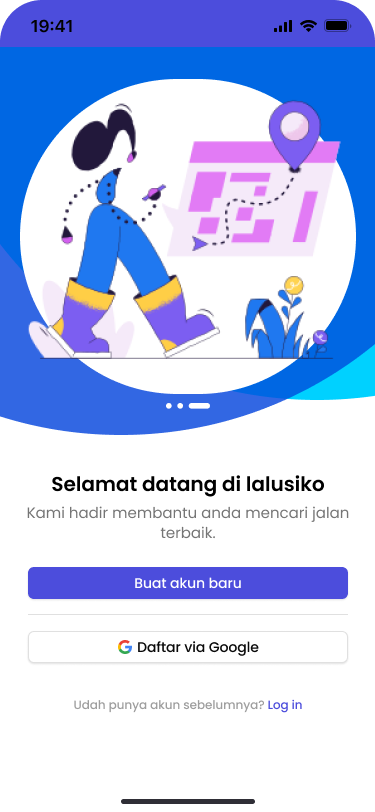 19:41
Selamat datang di lalusiko
Kami hadir membantu anda mencari jalan
terbaik.
Buat akun baru
Daftar via Google
Udah punya akun sebelumnya? Log in